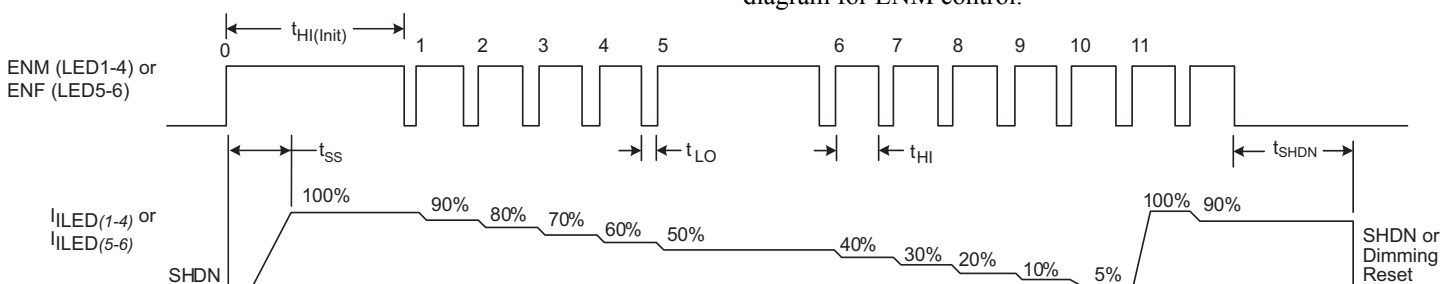 diagram for ENM control.
tHI(Init)
0 1 2 3 4 5 6 7 8 9 10 11
ENM (LED1-4) or
ENF (LED5-6)
tSS tLO tHI tSHDN
100% 90% 80% 70% 60% 50% 40% 30% 20% 10% 5% 100% 90%
IILED(1-4) or
IILED(5-6)
SHDN
SHDN or
Dimming
Reset